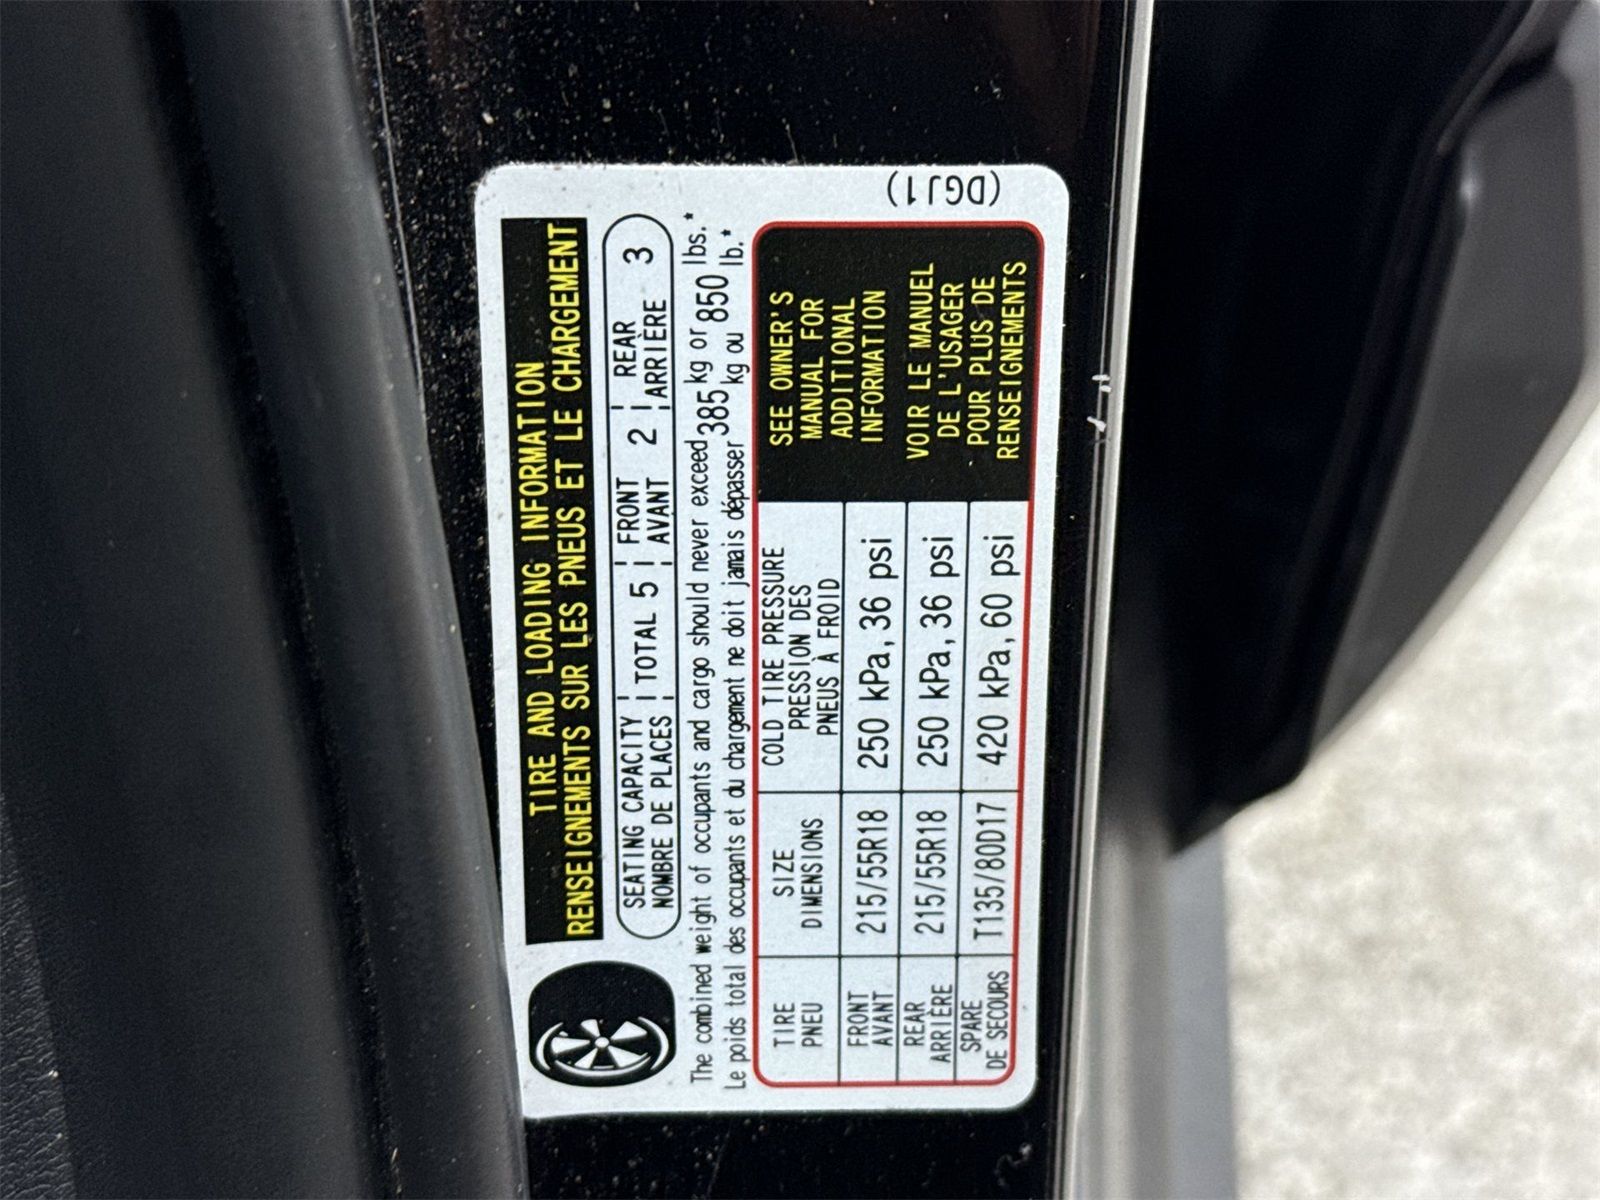 TIRE AND LOADING INFORMATION
RENSEIGNEMENTS SUR LES PNEUS ET LE CHARGEMENT
SEATING CAPACITY TOTAL 5 FRONT 2 REAR 3
NOMBRE DE PLACES AVANT ARRIÈRE
The combined weight of occupants and cargo should never exceed 385 kg or 850 lbs.*
Le poids total des occupants et du chargement ne doit jamais dépasser kg ou lb.*
TIRE SIZE COLD TIRE PRESSURE
PNEU DIMENSIONS PRESSION DES
PNEUS À FROID
FRONT 215/55R18 250 kPa, 36 psi
AVANT
REAR 215/55R18 250 kPa, 36 psi
ARRIÈRE
SPARE T135/80D17 420 kPa, 60 psi
DE SECOURS
SEE OWNER'S
MANUAL FOR
ADDITIONAL
INFORMATION
VOIR LE MANUEL
DE L'USAGER
POUR PLUS DE
RENSEIGNEMENTS
(DGJ1)